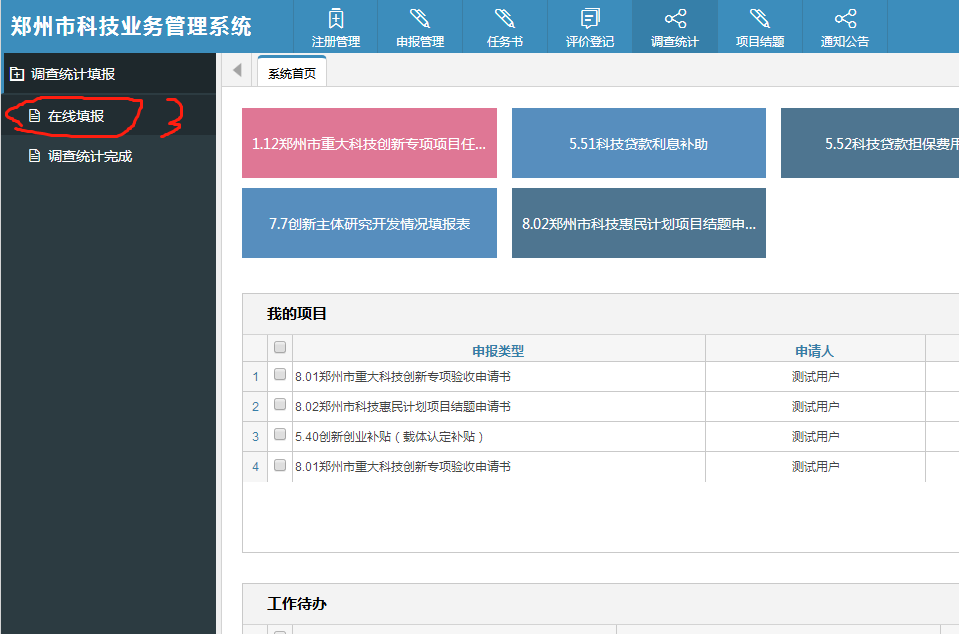 郑州市科技业务管理系统
注册管理
申报管理
任务书
评价登记
调查统计
项目结题
通知公告
调查统计填报
在线填报
3
调查统计完成
系统首页
1.12郑州市重大科技创新专项项目任...
5.51科技贷款利息补助
5.52科技贷款担保费用
7.7创新主体研究开发情况填报表
8.02郑州市科技惠民计划项目结题申...
我的项目
申报类型 申请人
1 8.01郑州市重大科技创新专项验收申请书 测试用户
2 8.02郑州市科技惠民计划项目结题申请书 测试用户
3 5.40创新创业补贴（载体认定补贴） 测试用户
4 8.01郑州市重大科技创新专项验收申请书 测试用户
工作待办